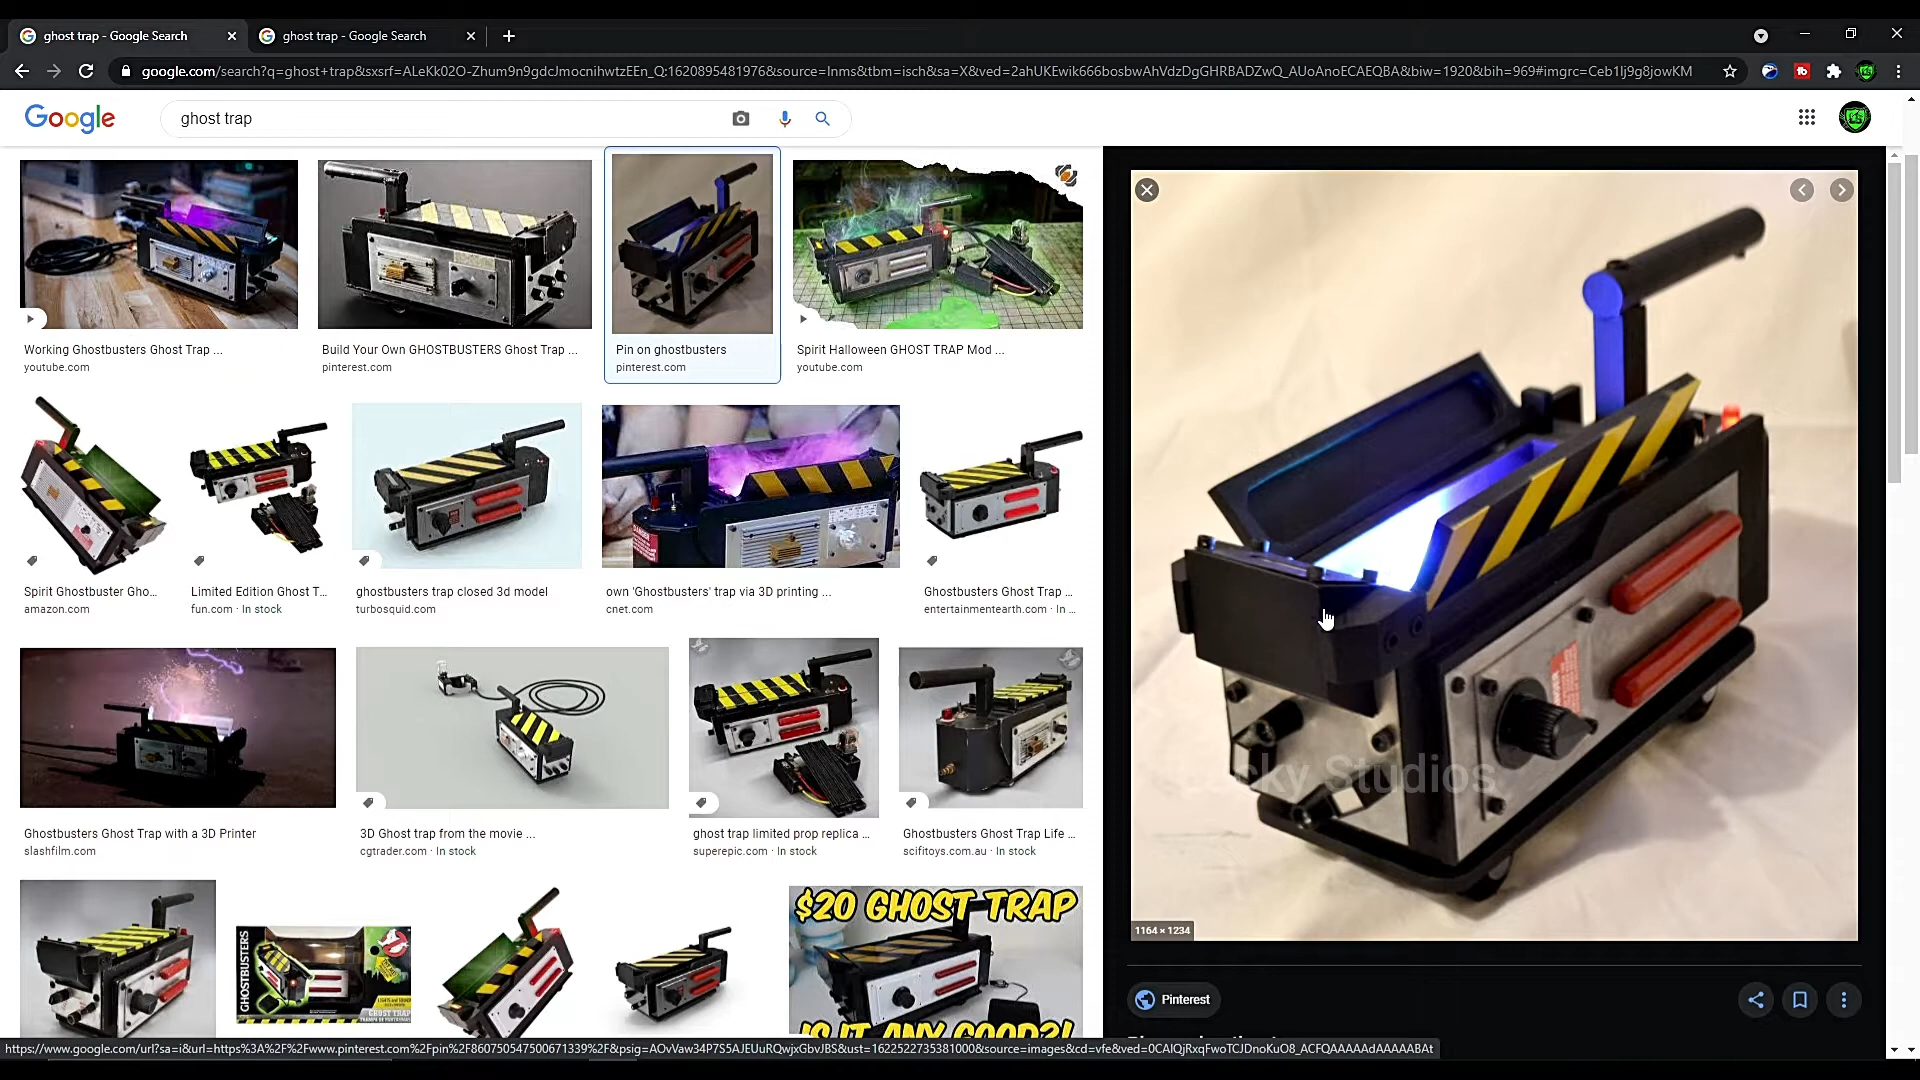 ghost trap - Google Search
ghost trap - Google Search
google.com/search?q=ghost+trap&sxsrf=ALeKk02O-Zhum9n9gdcJmocnihwtzEEn_Q:1620895481976&source=lnms&tbm=isch&sa=X&ved=2ahUKEwik666bosbwAhVdzDgGHRBADZwQ_AUoAnoECAEQBA&biw=1920&bih=969#imgrc=Ceb1Ij9g8jowKM
Google
ghost trap
Working Ghostbusters Ghost Trap ...
youtube.com
Build Your Own GHOSTBUSTERS Ghost Trap ...
pinterest.com
Pin on ghostbusters
pinterest.com
Spirit Halloween GHOST TRAP Mod ...
youtube.com
Spirit Ghostbuster Gho...
amazon.com
Limited Edition Ghost T...
fun.com · In stock
ghostbusters trap closed 3d model
turbosquid.com
own 'Ghostbusters' trap via 3D printing ...
cnet.com
Ghostbusters Ghost Trap ...
entertainmentearth.com · In ...
Ghostbusters Ghost Trap with a 3D Printer
slashfilm.com
3D Ghost trap from the movie ...
cgtrader.com · In stock
ghost trap limited prop replica ...
superepic.com · In stock
Ghostbusters Ghost Trap Life ...
scifitoys.com.au · In stock
GHOSTBUSTERS
GHOST TRAP
$20 GHOST TRAP
IS IT ANY GOOD?!
Lucky Studios
1164 × 1234
Pinterest
https://www.google.com/url?sa=i&url=https%3A%2F%2Fwww.pinterest.com%2Fpin%2F860750547500671339%2F&psig=AOvVaw34P7S5AJEUuRQwjxGbvJBS&ust=1622522735381000&source=images&cd=vfe&ved=0CAIQjRxqFwoTCJDnoKuO8_ACFQAAAAAdAAAAABAt